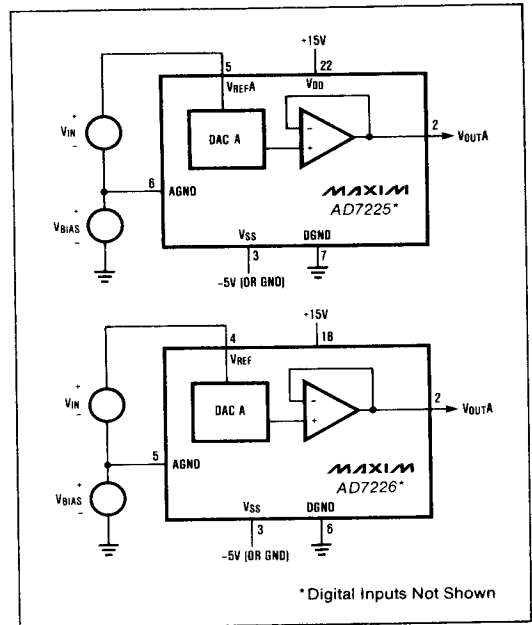 +15V
5
22
VREFA
VDD
+
VIN
-
DAC A
-
+
2
VOUTA
6
AGND
MAXIM
AD7225*
+
VBIAS
-
VSS
DGND
3
7
-5V (OR GND)
+15V
4
18
VREF
+
VIN
-
DAC A
-
+
2
VOUTA
5
AGND
MAXIM
AD7226*
+
VBIAS
-
VSS
DGND
3
6
-5V (OR GND)
*Digital Inputs Not Shown